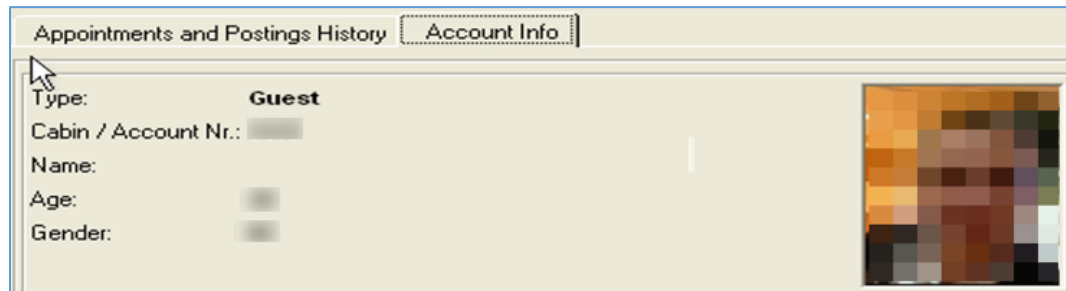 Appointments and Postings History Account Info
Type: Guest
Cabin / Account Nr.:
Name:
Age:
Gender: